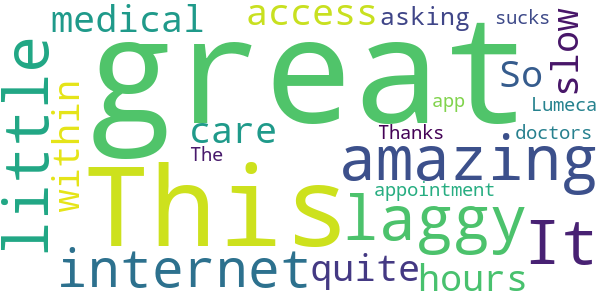 great
This
little
amazing
laggy
It
internet
medical
access
asking
sucks
slow
So
app
Lumeca
Within
care
Thanks
doctors
The
appointment
quite
hours